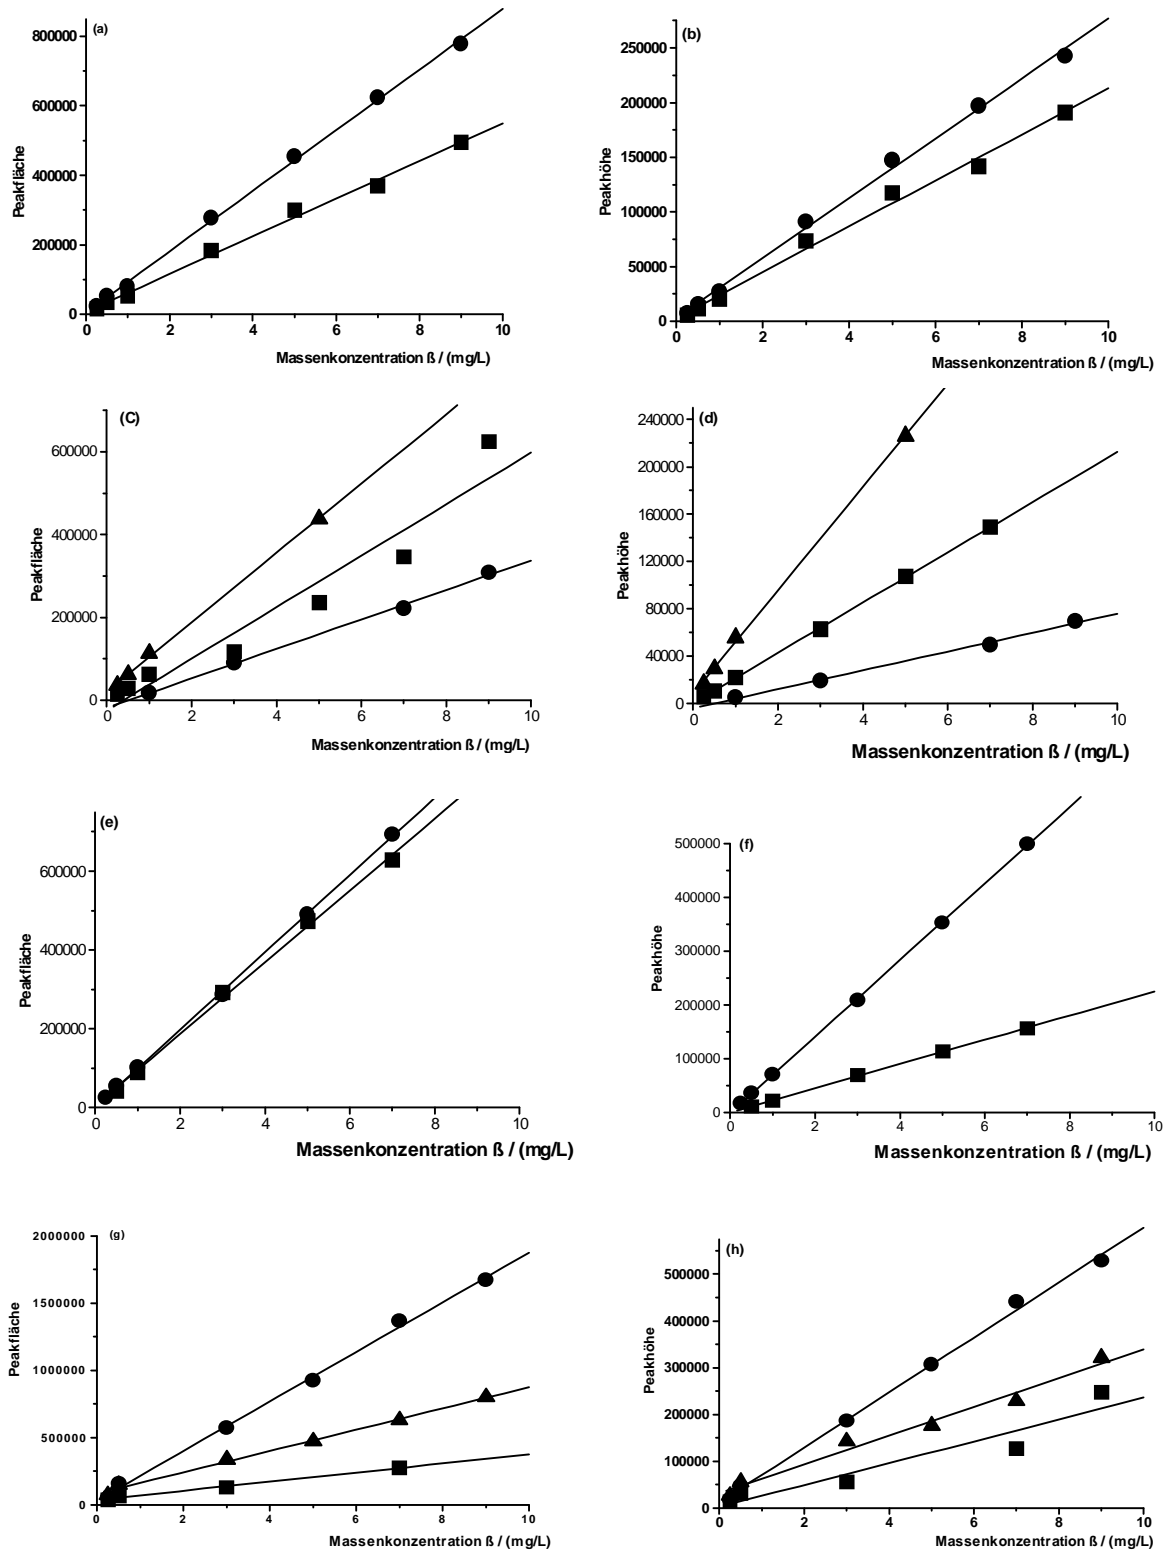 (a)
800000
600000
400000
200000
0
Peakfläche
2 4 6 8 10
Massenkonzentration ß / (mg/L)
(b)
250000
200000
150000
100000
50000
0
Peakhöhe
0 2 4 6 8 10
Massenkonzentration ß / (mg/L)
(C)
600000
400000
200000
0
Peakfläche
0 2 4 6 8 10
Massenkonzentration ß / (mg/L)
(d)
240000
200000
160000
120000
80000
40000
0
Peakhöhe
0 2 4 6 8 10
Massenkonzentration ß / (mg/L)
(e)
600000
400000
200000
0
Peakfläche
0 2 4 6 8 10
Massenkonzentration ß / (mg/L)
(f)
500000
400000
300000
200000
100000
0
Peakhöhe
0 2 4 6 8 10
Massenkonzentration ß / (mg/L)
(g)
2000000
1500000
1000000
500000
0
Peakfläche
0 2 4 6 8 10
Massenkonzentration ß / (mg/L)
(h)
500000
400000
300000
200000
100000
0
Peakhöhe
0 2 4 6 8 10
Massenkonzentration ß / (mg/L)